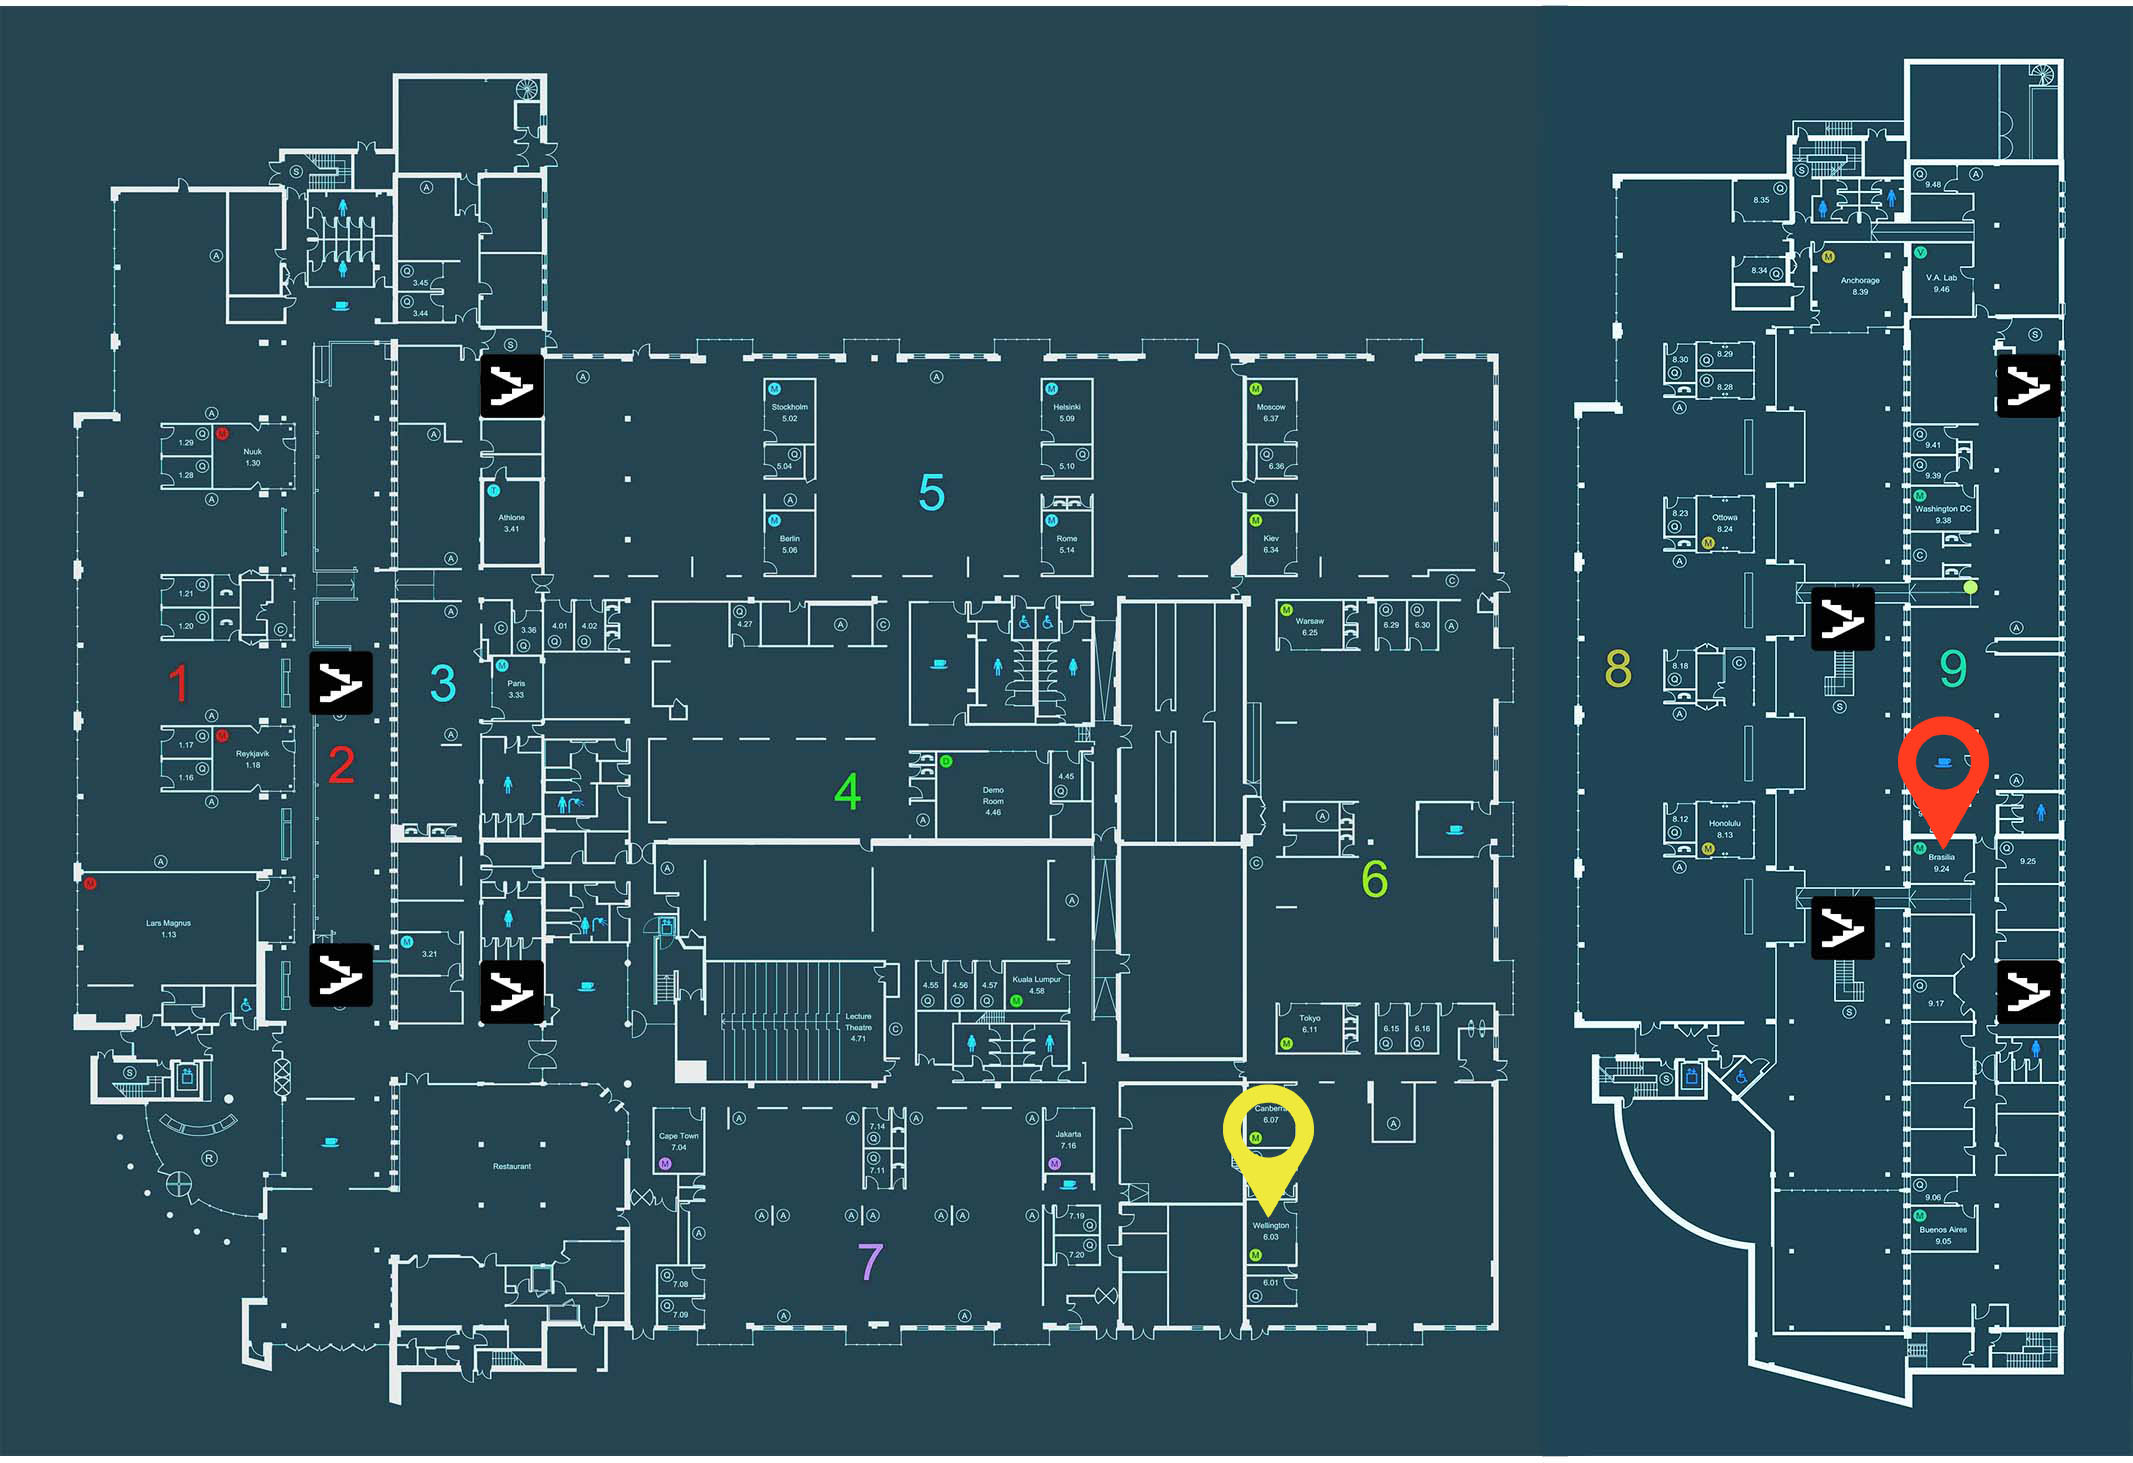 S
A
Q
3.45
Q
3.44
A
S
A
A
A
A
Q
1.29
M
Nuuk
1.30
Q
1.28
A
A
T
Athlone
3.41
A
M
Stockholm
5.02
Q
5.04
A
M
Berlin
5.06
5
M
Helsinki
5.09
Q
5.10
M
Rome
5.14
M
Moscow
6.37
Q
6.36
A
M
Kiev
6.34
C
Q
1.21
1.20
Q
C
A
C
3.36
Q
4.01
Q
4.02
Q
Q
4.27
A
C
M
Warsaw
6.25
6.29
Q
6.30
Q
A
1
2
3
M
Paris
3.33
A
A
1.17
Q
1.16
Q
M
Reykjavik
1.18
A
A
4
D
Demo
Room
4.46
4.45
Q
A
A
C
6
M
Lars Magnus
1.13
M
3.21
A
A
4.55
Q
4.56
Q
4.57
Q
Kuala Lumpur
4.58
M
Lecture
Theatre
4.71
C
Tokyo
6.11
M
6.15
Q
6.16
Q
S
R
Restaurant
Cape Town
7.04
M
A
A
7.14
Q
7.11
Q
A
A
Jakarta
7.16
M
6.07
M
A
A
A
A
A
A
A
A
A
7.19
Q
7.20
Q
7
Q
7.08
Q
7.09
A
A
Wellington
6.03
M
6.01
Q
S
8.35
Q
8.34
Q
M
Anchorage
8.39
Q
9.48
A
V
V.A. Lab
9.46
S
8.30
Q
8.29
Q
8.28
Q
A
Q
9.41
Q
9.39
M
Washington DC
9.38
C
8.23
Q
Ottowa
8.24
M
A
A
8
8.18
Q
C
A
S
9
A
8.12
Q
Honolulu
8.13
M
A
M
Brasilia
9.24
Q
9.25
Q
9.17
S
S
Q
9.06
M
Buenos Aires
9.05